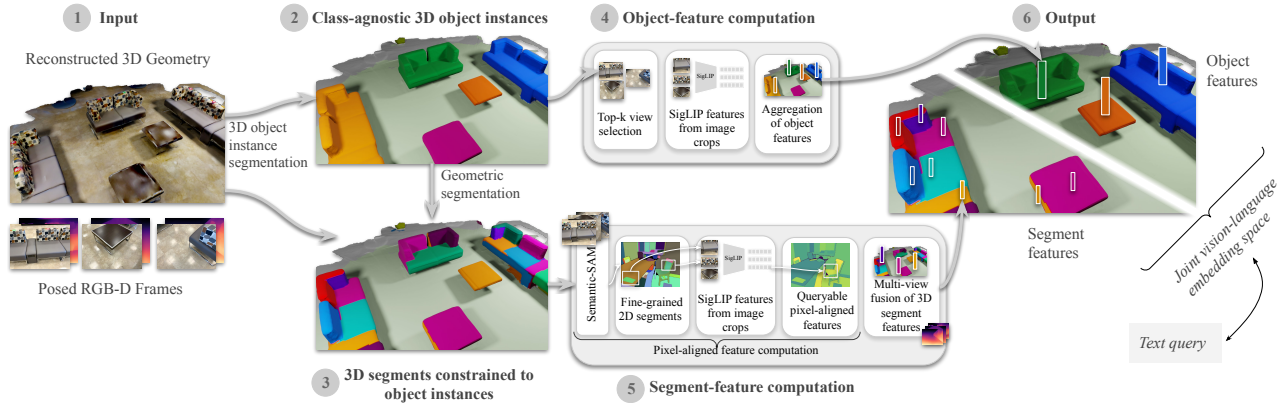 1 Input
Reconstructed 3D Geometry
Posed RGB-D Frames
3D object
instance
segmentation
2 Class-agnostic 3D object instances
Geometric
segmentation
3 3D segments constrained to
object instances
4 Object-feature computation
Top-k view
selection
SigLIP
SigLIP features
from image
crops
Aggregation
of object
features
Semantic-SAM
Fine-grained
2D segments
SigLIP
SigLIP features
from image
crops
Queryable
pixel-aligned
features
Multi-view
fusion of 3D
segment
features
Pixel-aligned feature computation
5 Segment-feature computation
6 Output
Object
features
Segment
features
Joint vision-language
embedding space
Text query